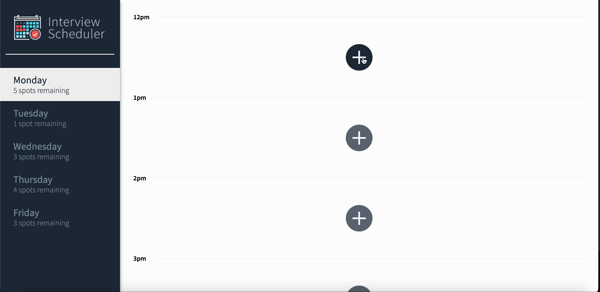 Interview
Scheduler
Monday
5 spots remaining
Tuesday
1 spot remaining
Wednesday
3 spots remaining
Thursday
4 spots remaining
Friday
3 spots remaining
12pm
1pm
2pm
3pm